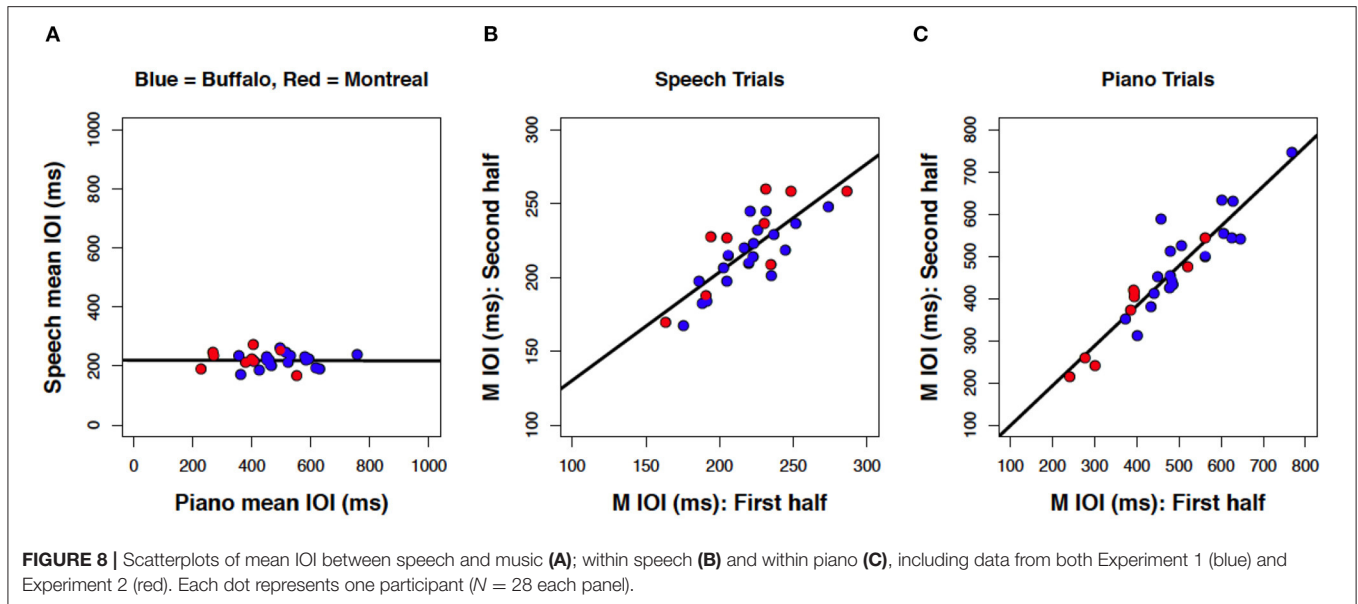 A
Blue = Buffalo, Red = Montreal
Speech mean IOI (ms)
1000
800
600
400
200
0
0 200 400 600 800 1000
Piano mean IOI (ms)
B
Speech Trials
M IOI (ms): Second half
300
250
200
150
100
100 150 200 250 300
M IOI (ms): First half
C
Piano Trials
M IOI (ms): Second half
800
700
600
500
400
300
200
100
100 200 300 400 500 600 700 800
M IOI (ms): First half
FIGURE 8 | Scatterplots of mean IOI between speech and music (A); within speech (B) and within piano (C), including data from both Experiment 1 (blue) and
Experiment 2 (red). Each dot represents one participant (N = 28 each panel).